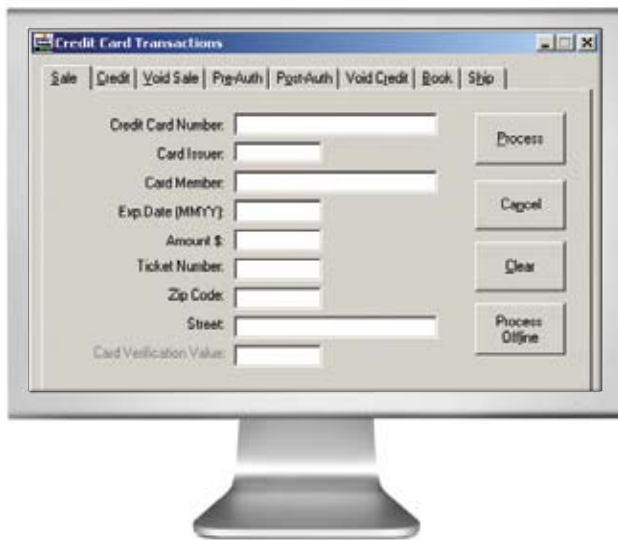 Credit Card Transactions
Sale Credit Void Sale Pre-Auth Post-Auth Void Credit Book Ship
Credit Card Number:
Process
Card Issuer:
Card Member:
Exp.Date (MMYY):
Cancel
Amount $:
Ticket Number:
Clear
Zip Code:
Street:
Process
Offline
Card Verification Value: